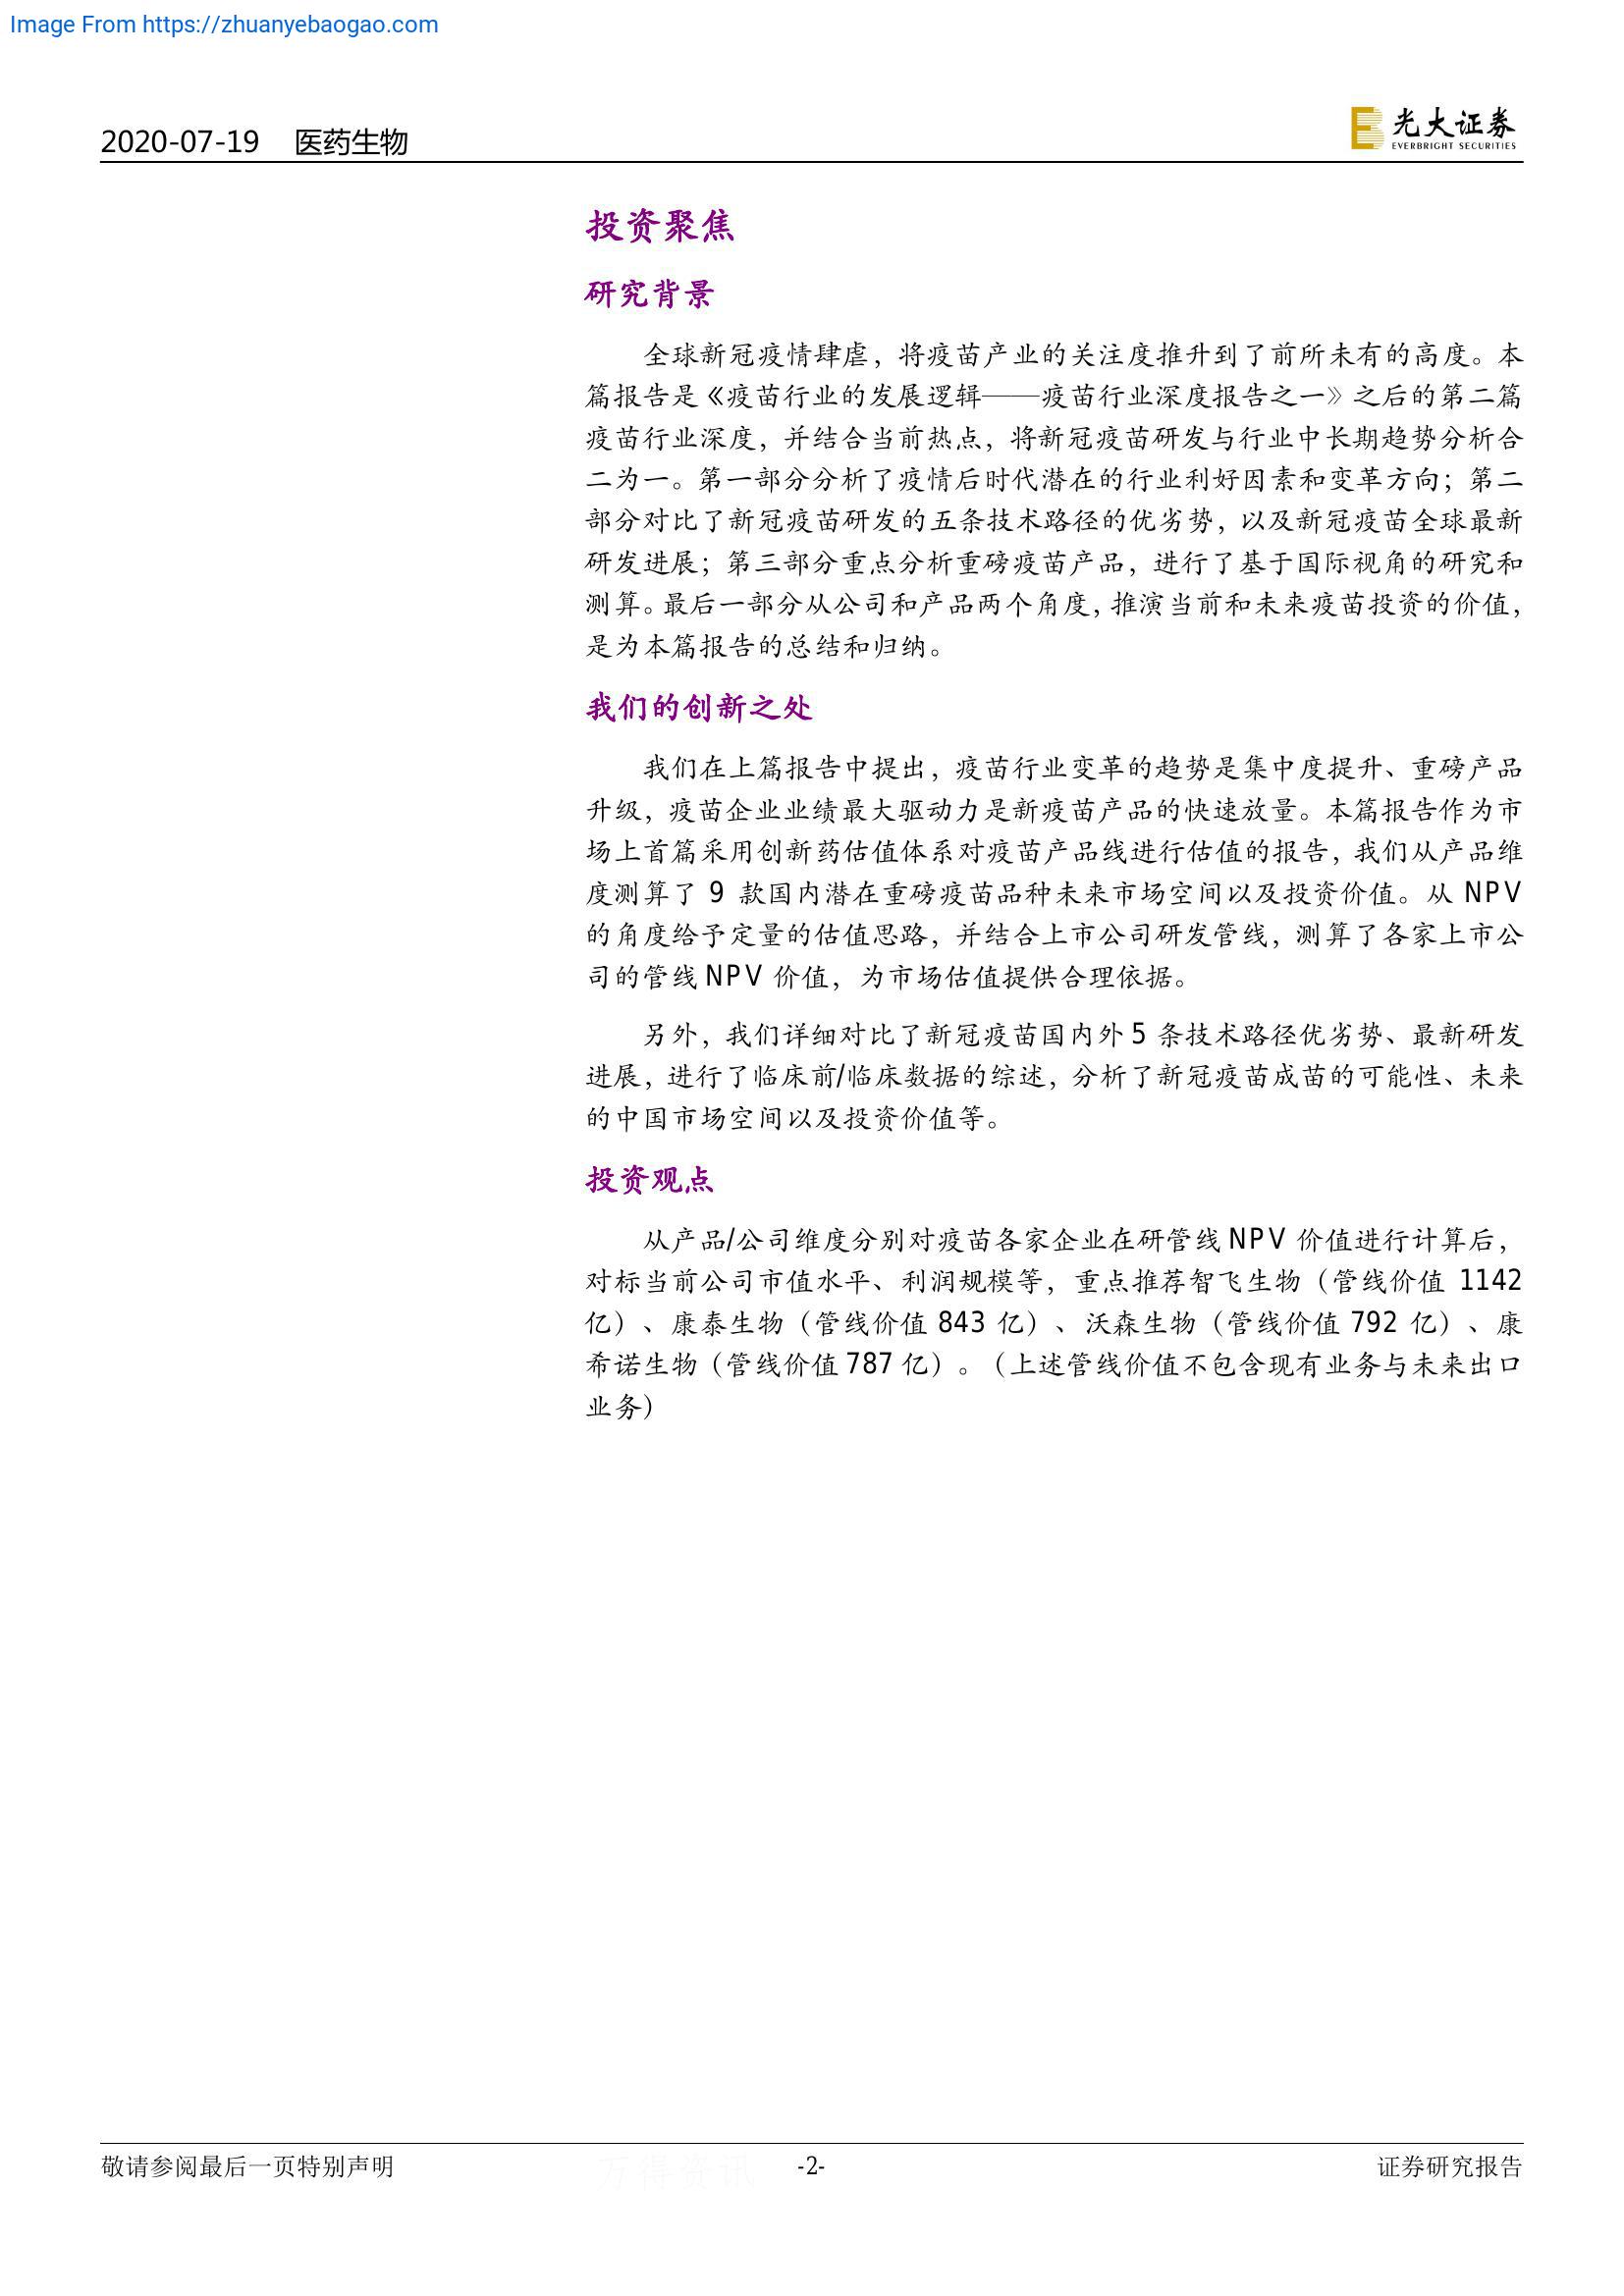 Image From https://zhuanyebaogao.com
2020-07-19 医药生物
光大证券
EVERBRIGHT SECURITIES
投资聚焦
研究背景
全球新冠疫情肆虐，将疫苗产业的关注度推升到了前所未有的高度。本
篇报告是《疫苗行业的发展逻辑——疫苗行业深度报告之一》之后的第二篇
疫苗行业深度，并结合当前热点，将新冠疫苗研发与行业中长期趋势分析合
二为一。第一部分分析了疫情后时代潜在的行业利好因素和变革方向；第二
部分对比了新冠疫苗研发的五条技术路径的优劣势，以及新冠疫苗全球最新
研发进展；第三部分重点分析重磅疫苗产品，进行了基于国际视角的研究和
测算。最后一部分从公司和产品两个角度，推演当前和未来疫苗投资的价值，
是为本篇报告的总结和归纳。
我们的创新之处
我们在上篇报告中提出，疫苗行业变革的趋势是集中度提升、重磅产品
升级，疫苗企业业绩最大驱动力是新疫苗产品的快速放量。本篇报告作为市
场上首篇采用创新药估值体系对疫苗产品线进行估值的报告，我们从产品维
度测算了 9 款国内潜在重磅疫苗品种未来市场空间以及投资价值。从 NPV
的角度给予定量的估值思路，并结合上市公司研发管线，测算了各家上市公
司的管线 NPV 价值，为市场估值提供合理依据。
另外，我们详细对比了新冠疫苗国内外 5 条技术路径优劣势、最新研发
进展，进行了临床前/临床数据的综述，分析了新冠疫苗成苗的可能性、未来
的中国市场空间以及投资价值等。
投资观点
从产品/公司维度分别对疫苗各家企业在研管线 NPV 价值进行计算后，
对标当前公司市值水平、利润规模等，重点推荐智飞生物（管线价值 1142
亿）、康泰生物（管线价值 843 亿）、沃森生物（管线价值 792 亿）、康
希诺生物（管线价值 787 亿）。（上述管线价值不包含现有业务与未来出口
业务）
敬请参阅最后一页特别声明
万得资讯
-2-
证券研究报告